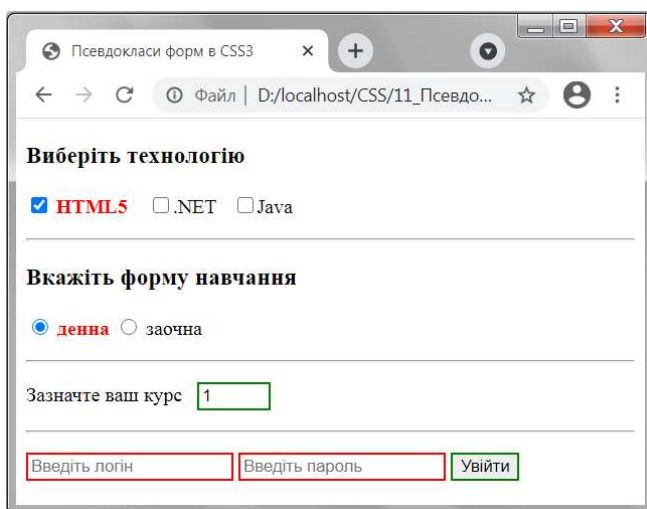 Псевдокласи форм в CSS3
Файл | D:/localhost/CSS/11_Псевдо...
Виберіть технологію
HTML5 .NET Java
Вкажіть форму навчання
денна заочна
Зазначте ваш курс 1
Введіть логін Введіть пароль Увійти